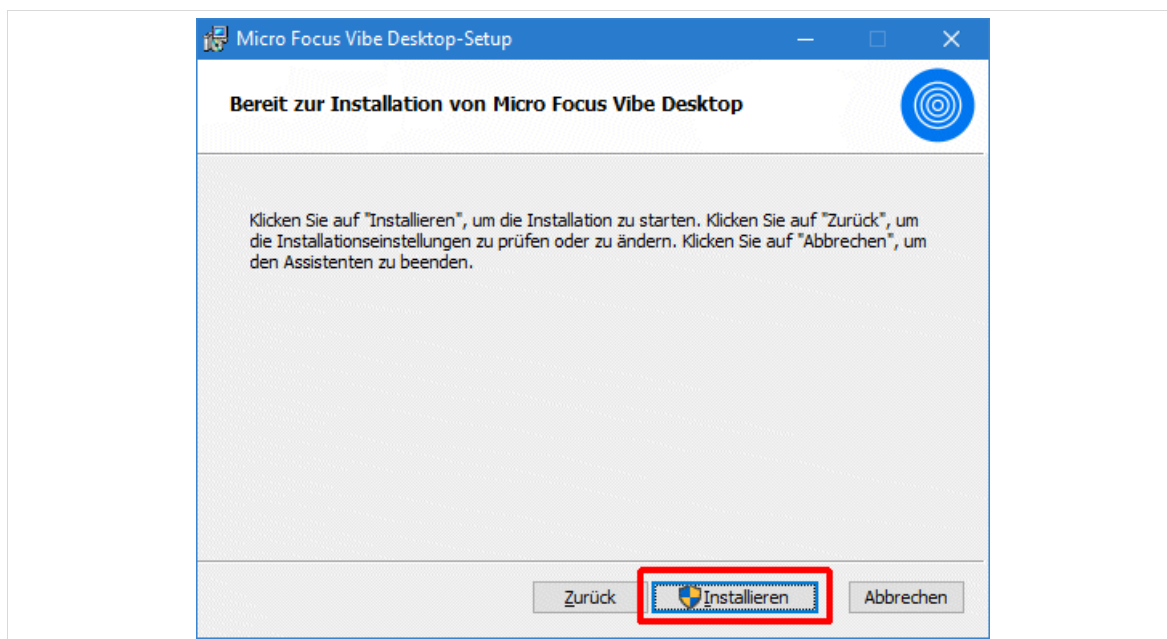 Micro Focus Vibe Desktop-Setup
Bereit zur Installation von Micro Focus Vibe Desktop
Klicken Sie auf "Installieren", um die Installation zu starten. Klicken Sie auf "Zurück", um
die Installationseinstellungen zu prüfen oder zu ändern. Klicken Sie auf "Abbrechen", um
den Assistenten zu beenden.
Zurück Installieren Abbrechen